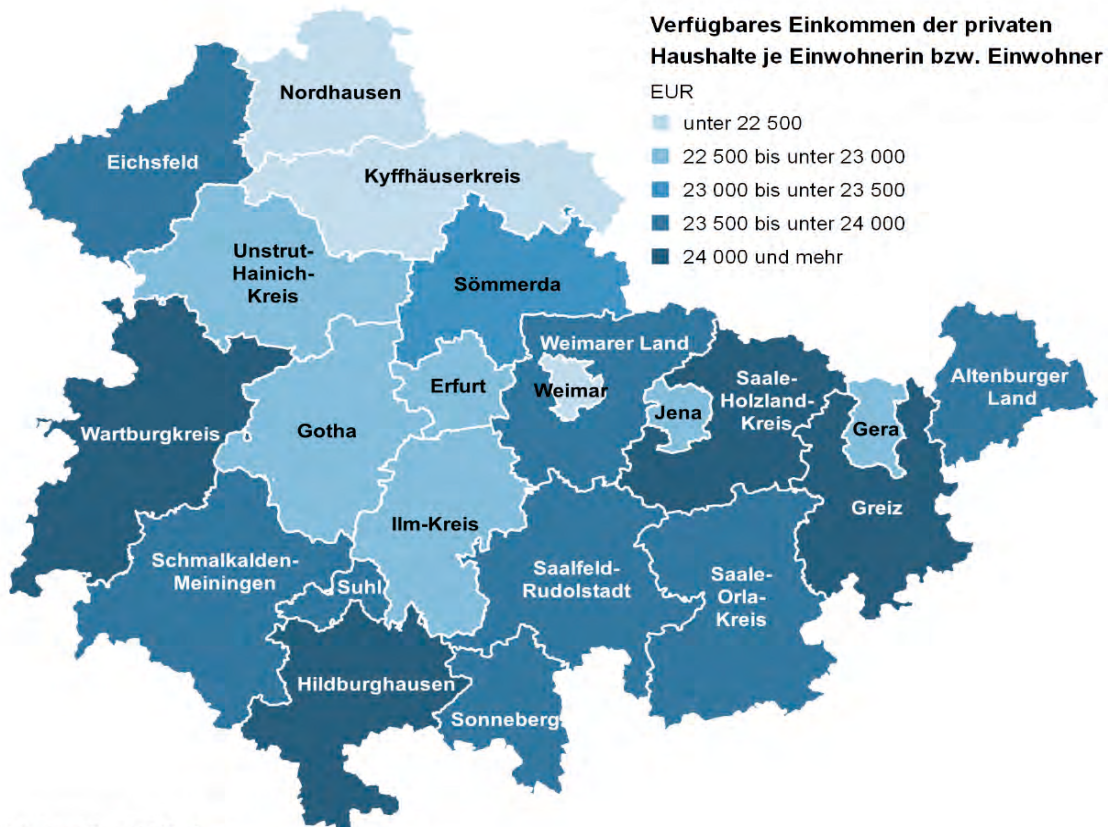 Verfügbares Einkommen der privaten
Haushalte je Einwohnerin bzw. Einwohner
EUR
unter 22 500
22 500 bis unter 23 000
23 000 bis unter 23 500
23 500 bis unter 24 000
24 000 und mehr
Nordhausen
Eichsfeld
Kyffhäuserkreis
Unstrut-
Hainich-
Kreis
Sömmerda
Weimarer Land
Weimar
Erfurt
Gotha
Wartburgkreis
Jena
Saale-
Holzland-
Kreis
Gera
Altenburger
Land
Greiz
Ilm-Kreis
Schmalkalden-
Meiningen
Suhl
Saalfeld-
Rudolstadt
Saale-
Orla-
Kreis
Hildburghausen
Sonneberg